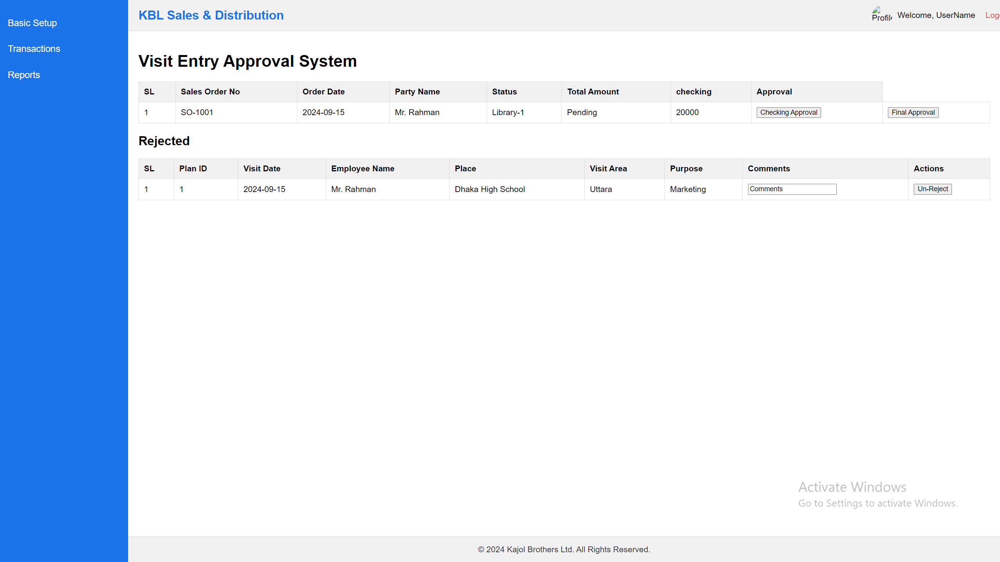 Basic Setup
Transactions
Reports
KBL Sales & Distribution
Welcome, UserName
Visit Entry Approval System
SL Sales Order No Order Date Party Name Status Total Amount checking Approval
1 SO-1001 2024-09-15 Mr. Rahman Library-1 Pending 20000 Checking Approval Final Approval
Rejected
SL Plan ID Visit Date Employee Name Place Visit Area Purpose Comments Actions
1 1 2024-09-15 Mr. Rahman Dhaka High School Uttara Marketing Comments Un-Reject
Activate Windows
Go to Settings to activate Windows.
© 2024 Kajol Brothers Ltd. All Rights Reserved.